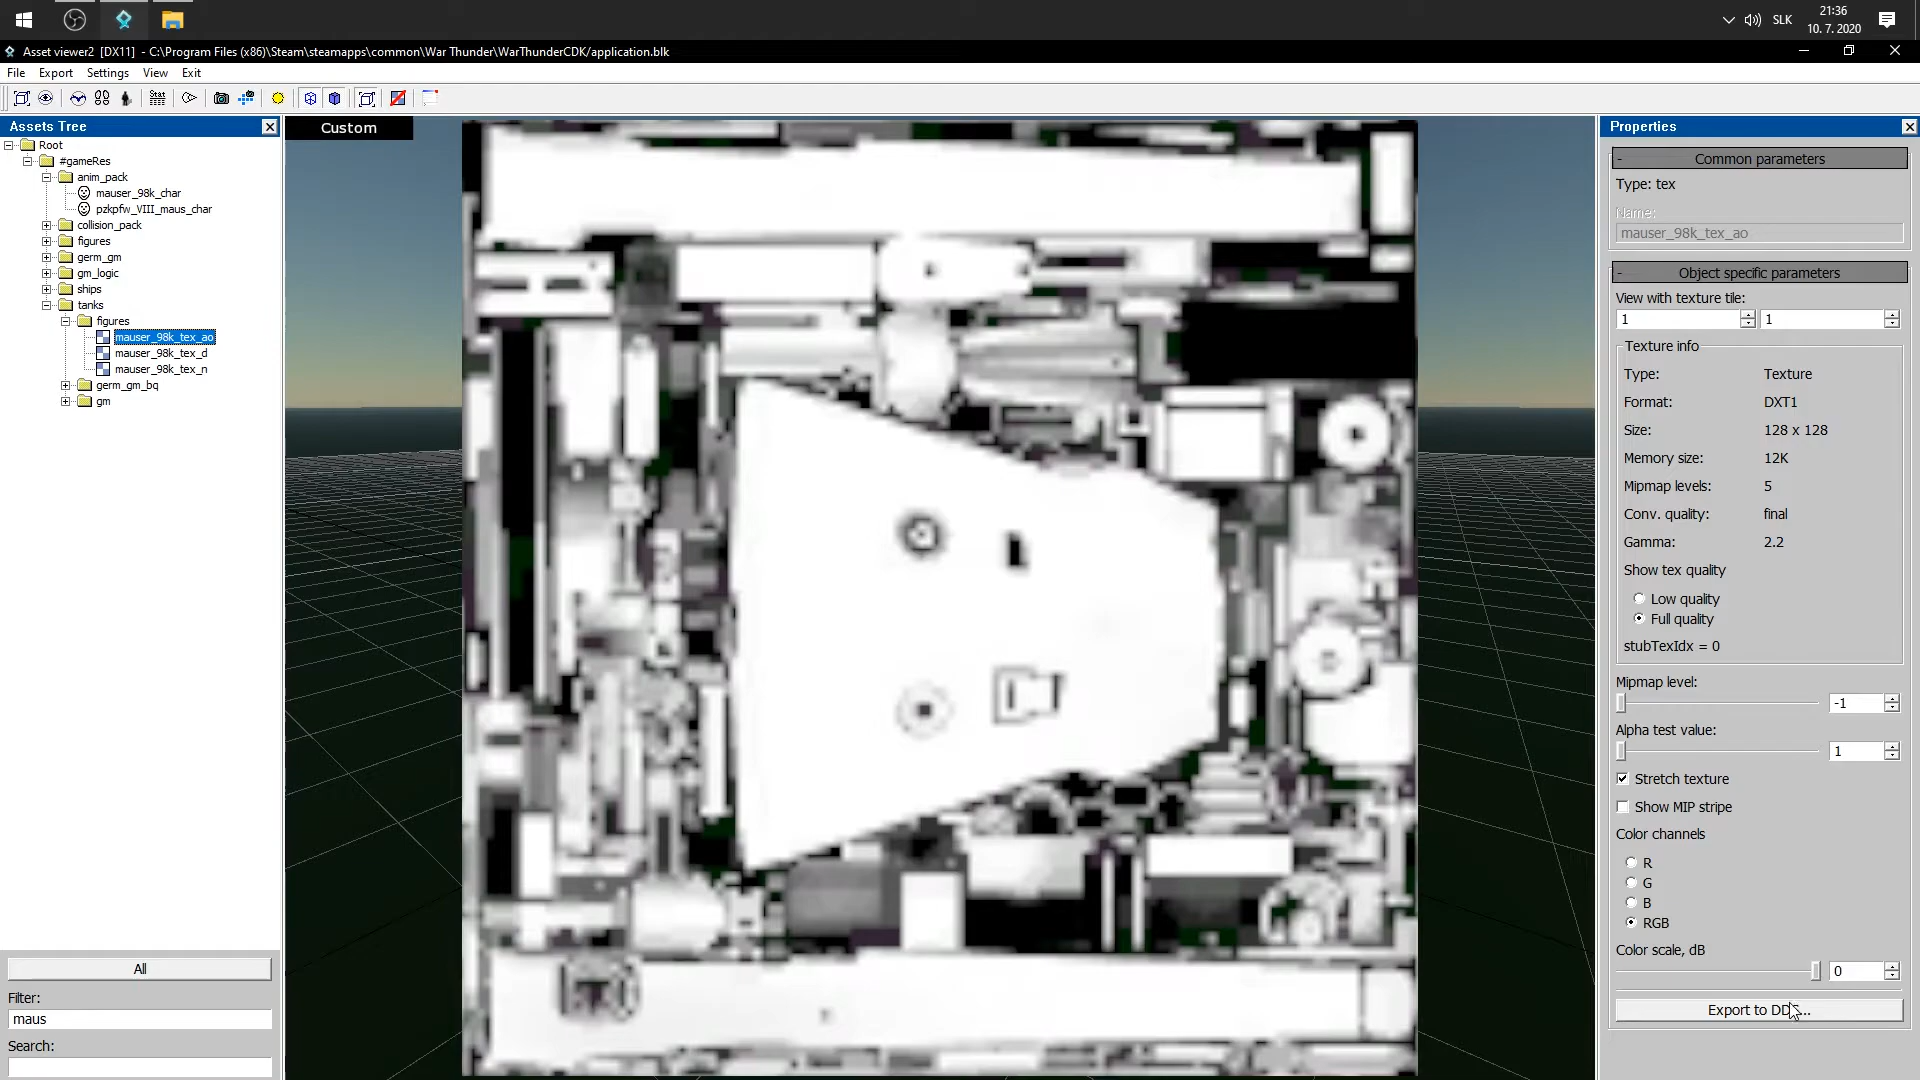 21:36
SLK
10. 7. 2020
Asset viewer2 [DX11] - C:\Program Files (x86)\Steam\steamapps\common\War Thunder\WarThunderCDK/application.blk
File Export Settings View Exit
Stat
Assets Tree
Root
#gameRes
anim_pack
mauser_98k_char
pzkpfw_VIII_maus_char
collision_pack
figures
germ_gm
gm_logic
ships
tanks
figures
mauser_98k_tex_ao
mauser_98k_tex_d
mauser_98k_tex_n
germ_gm_bq
gm
All
Filter:
maus
Search:
Custom
Properties
Common parameters
Type: tex
Name:
mauser_98k_tex_ao
Object specific parameters
View with texture tile:
1 1
Texture info
Type: Texture
Format: DXT1
Size: 128 x 128
Memory size: 12K
Mipmap levels: 5
Conv. quality: final
Gamma: 2.2
Show tex quality
Low quality
Full quality
stubTexIdx = 0
Mipmap level:
-1
Alpha test value:
1
Stretch texture
Show MIP stripe
Color channels
R
G
B
RGB
Color scale, dB
0
Export to DDS...